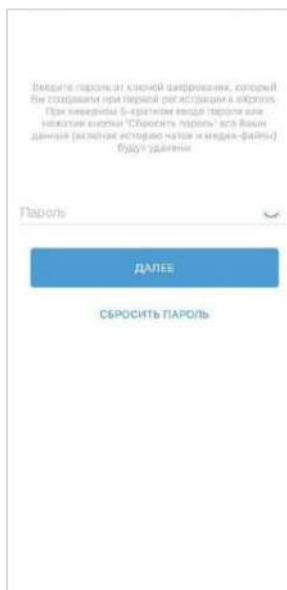 Введите пароль от ключей шифрования, который
Вы создавали при первой регистрации в express.
При неверном 5-кратном вводе пароля или
нажатии кнопки "Сбросить пароль" все Ваши
данные (включая историю чатов и медиа-файлы)
будут удалены
Пароль
ДАЛЕЕ
СБРОСИТЬ ПАРОЛЬ